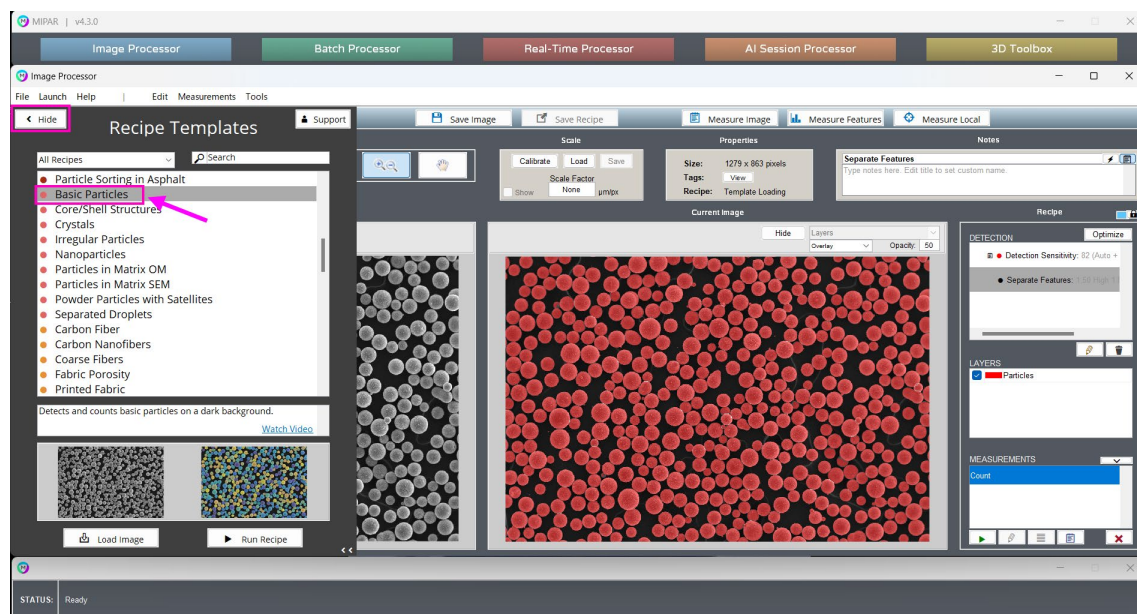 MIPAR | v4.3.0
Image Processor
Batch Processor
Real-Time Processor
AI Session Processor
3D Toolbox
Image Processor
File Launch Help | Edit Measurements Tools
Hide
Recipe Templates
Support
Save Image
Save Recipe
Measure Image
Measure Features
Measure Local
All Recipes
Search
Particle Sorting in Asphalt
Basic Particles
Core/Shell Structures
Crystals
Irregular Particles
Nanoparticles
Particles in Matrix OM
Particles in Matrix SEM
Powder Particles with Satellites
Separated Droplets
Carbon Fiber
Carbon Nanofibers
Coarse Fibers
Fabric Porosity
Printed Fabric
Detects and counts basic particles on a dark background.
Watch Video
Load Image
Run Recipe
<<
Scale
Calibrate Load Save
Scale Factor
Show None µm/px
Properties
Size: 1279 x 863 pixels
Tags: View
Recipe: Template Loading
Notes
Separate Features
Type notes here. Edit title to set custom name.
Current Image
Hide
Layers
Overlay
Opacity: 50
Recipe
DETECTION
Optimize
Detection Sensitivity: 82 (Auto +
Separate Features:
LAYERS
Particles
MEASUREMENTS
Count
STATUS: Ready